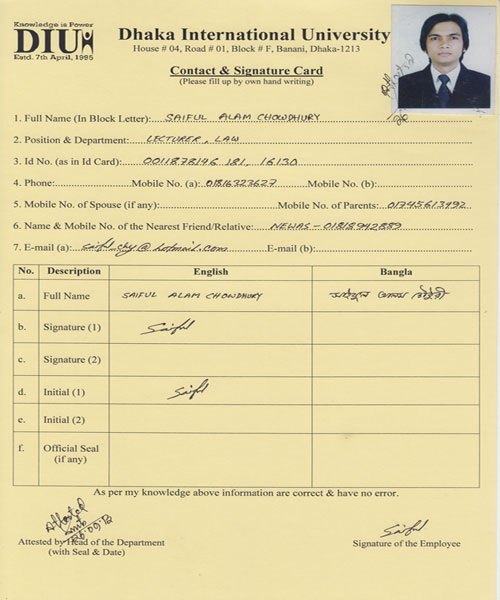 Knowledge is Power
DIU
Estd. 7th April, 1995
Dhaka International University
House # 04, Road # 01, Block # F, Banani, Dhaka-1213
Contact & Signature Card
(Please fill up by own hand writing)
Attested
1. Full Name (In Block Letter): SAIFUL ALAM CHOWDHURY
2. Position & Department: LECTURER, LAW
3. Id No. (as in Id Card): 0011878146 181, 16130
4. Phone: Mobile No. (a): 01816323627 Mobile No. (b):
5. Mobile No. of Spouse (if any): Mobile No. of Parents: 01745613492
6. Name & Mobile No. of the Nearest Friend/Relative: NEWAS - 01818942889
7. E-mail (a): saiful_chy@hotmail.com E-mail (b):
No. Description English Bangla
a. Full Name SAIFUL ALAM CHOWDHURY
b. Signature (1) Saiful
c. Signature (2)
d. Initial (1) Saiful
e. Initial (2)
f. Official Seal (if any)
As per my knowledge above information are correct & have no error.
Attested
Saiful
Attested by Head of the Department
(with Seal & Date)
Signature of the Employee